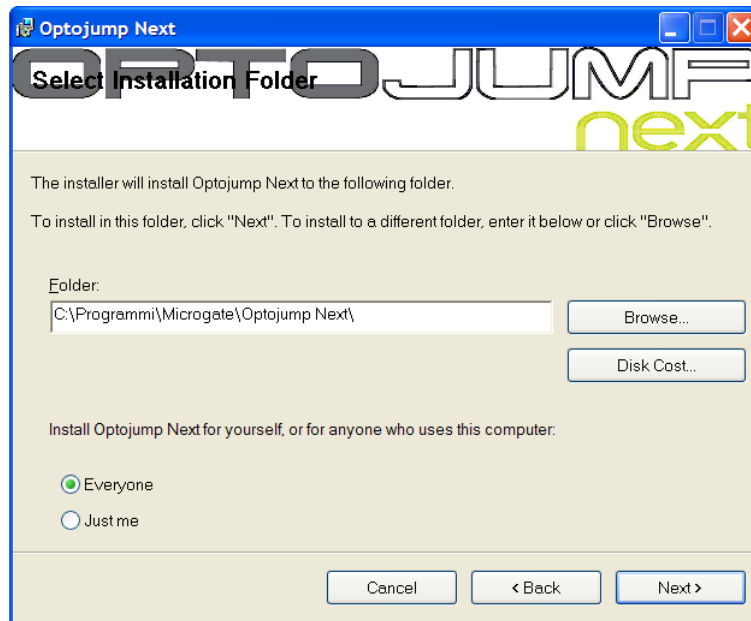 Optojump Next
OPTOJUMP
Select Installation Folder
next
The installer will install Optojump Next to the following folder.
To install in this folder, click "Next". To install to a different folder, enter it below or click "Browse".
Folder:
C:\Programmi\Microgate\Optojump Next\
Browse...
Disk Cost...
Install Optojump Next for yourself, or for anyone who uses this computer:
Everyone
Just me
Cancel
< Back
Next >